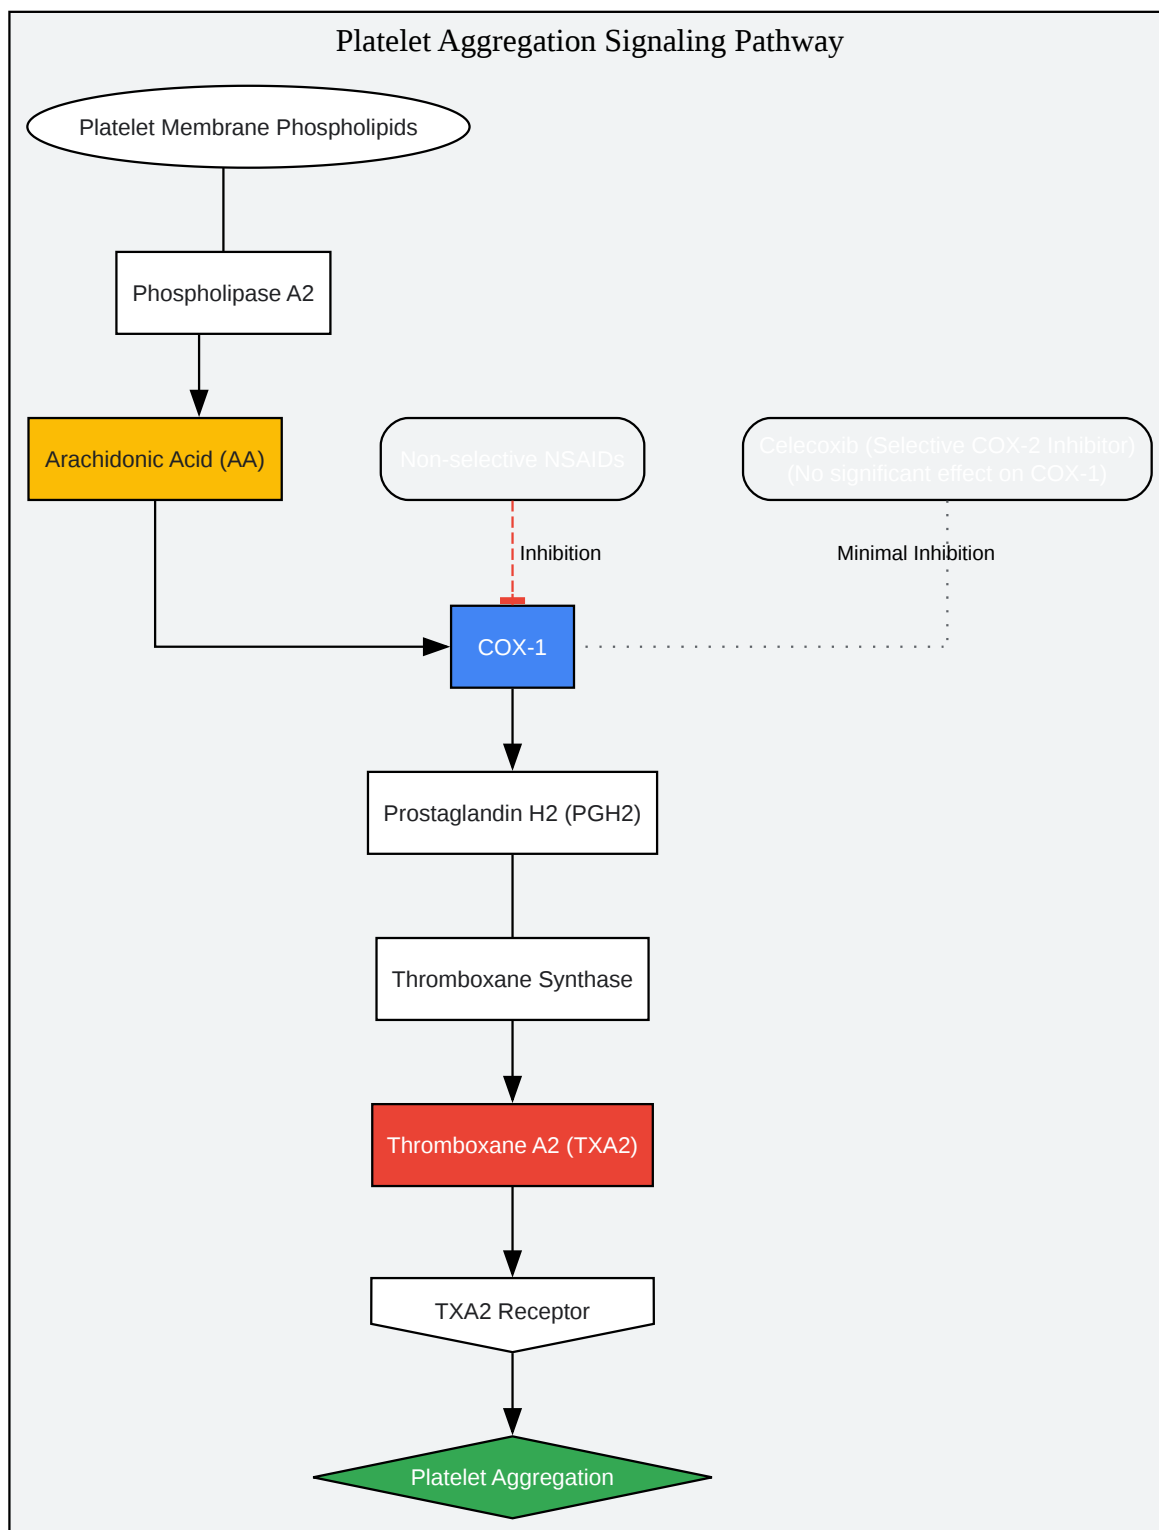 Platelet Aggregation Signaling Pathway
Platelet Membrane Phospholipids
Phospholipase A2
Arachidonic Acid (AA)
Non-selective NSAIDs
Celecoxib (Selective COX-2 Inhibitor)
(No significant effect on COX-1)
Inhibition
Minimal Inhibition
COX-1
Prostaglandin H2 (PGH2)
Thromboxane Synthase
Thromboxane A2 (TXA2)
TXA2 Receptor
Platelet Aggregation